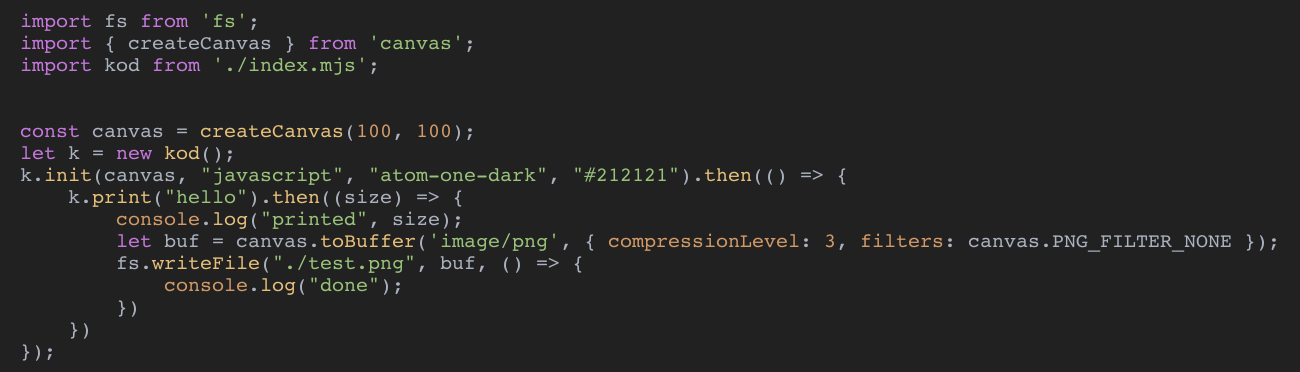 import fs from 'fs';
import { createCanvas } from 'canvas';
import kod from './index.mjs';
const canvas = createCanvas(100, 100);
let k = new kod();
k.init(canvas, "javascript", "atom-one-dark", "#212121").then(() => {
    k.print("hello").then((size) => {
        console.log("printed", size);
        let buf = canvas.toBuffer('image/png', { compressionLevel: 3, filters: canvas.PNG_FILTER_NONE });
        fs.writeFile("./test.png", buf, () => {
            console.log("done");
        })
    })
});